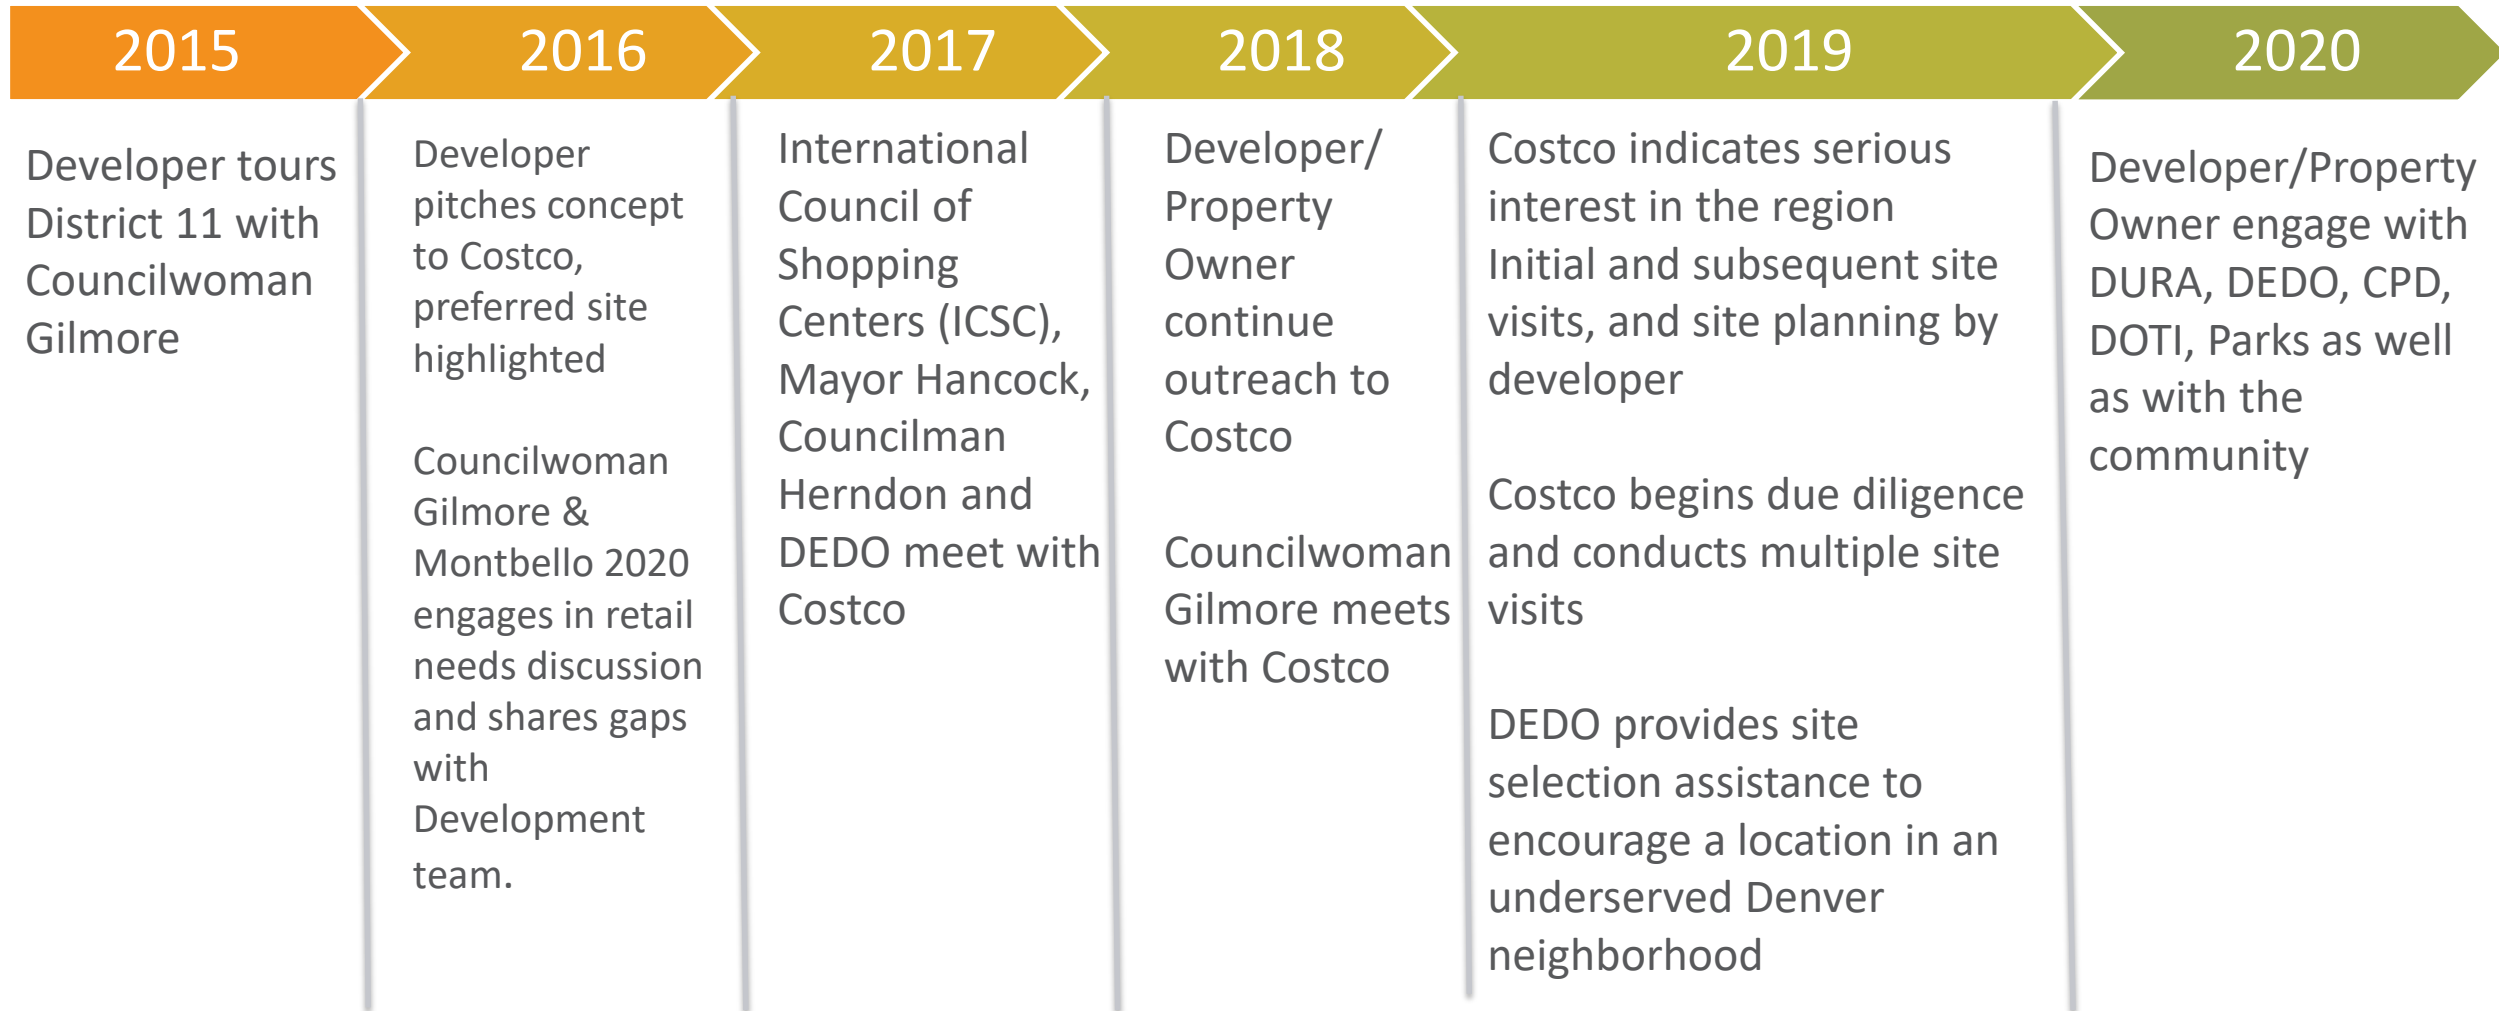 2015
2016
2017
2018
2019
2020
Developer tours
District 11 with
Councilwoman
Gilmore
Developer
pitches concept
to Costco,
preferred site
highlighted
Councilwoman
Gilmore &
Montbello 2020
engages in retail
needs discussion
and shares gaps
with
Development
team.
International
Council of
Shopping
Centers (ICSC),
Mayor Hancock,
Councilman
Herndon and
DEDO meet with
Costco
Developer/
Property
Owner
continue
outreach to
Costco
Councilwoman
Gilmore meets
with Costco
Costco indicates serious
interest in the region
Initial and subsequent site
visits, and site planning by
developer
Costco begins due diligence
and conducts multiple site
visits
DEDO provides site
selection assistance to
encourage a location in an
underserved Denver
neighborhood
Developer/Property
Owner engage with
DURA, DEDO, CPD,
DOTI, Parks as well
as with the
community